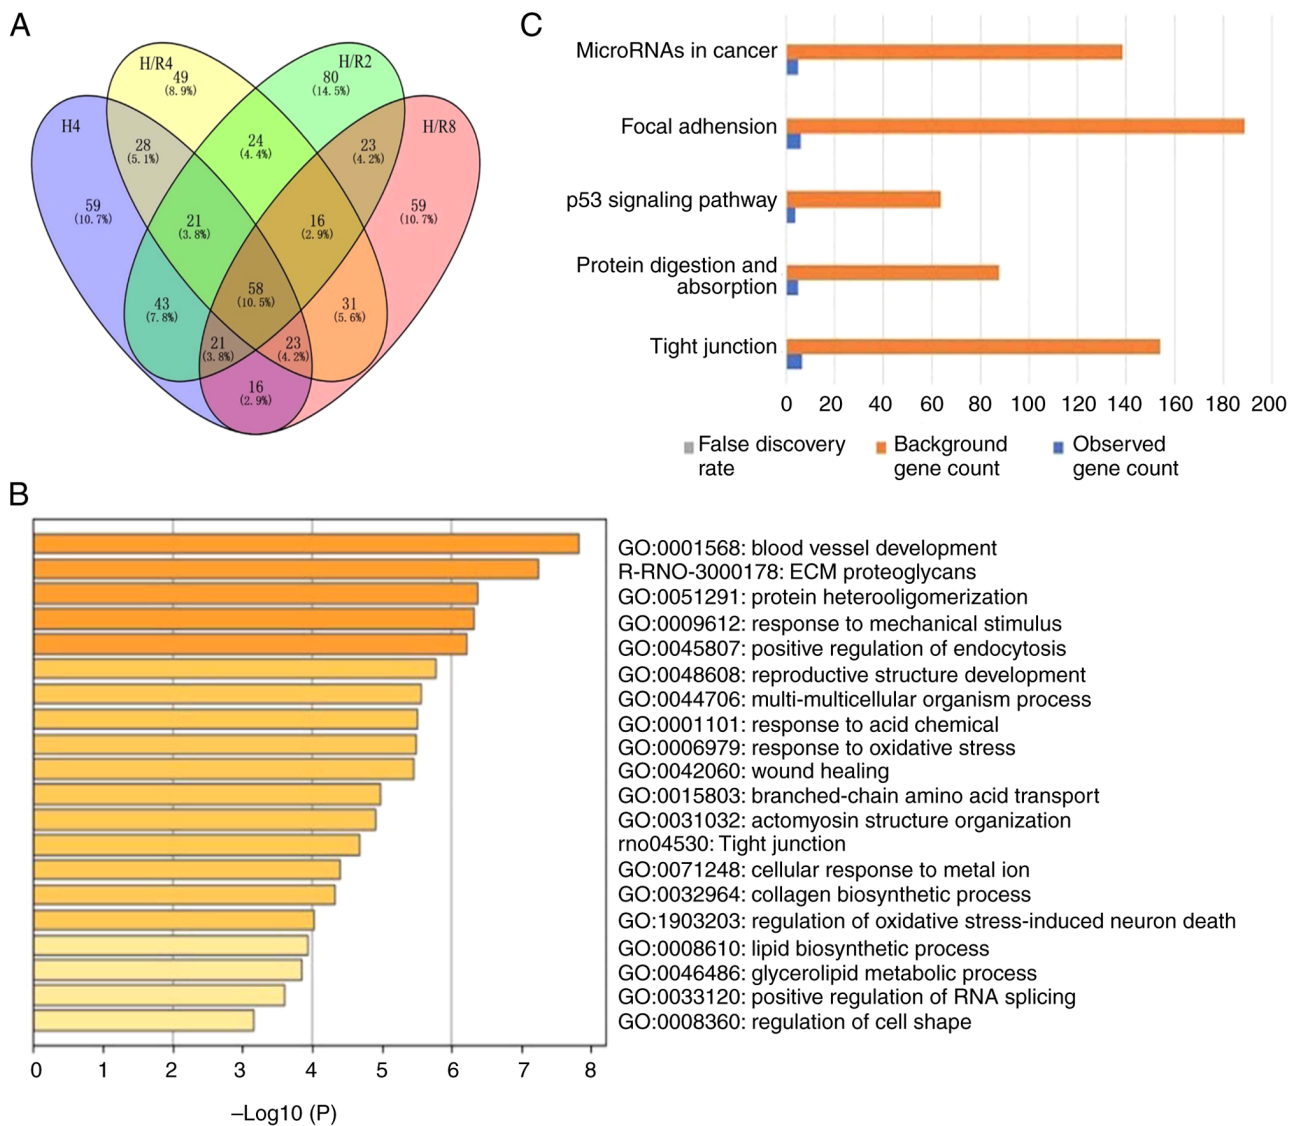 A
H/R4
49
(8.9%)
H/R2
80
(14.5%)
H4
H/R8
28
(5.1%)
24
(4.4%)
23
(4.2%)
59
(10.7%)
21
(3.8%)
16
(2.9%)
59
(10.7%)
58
(10.5%)
43
(7.8%)
31
(5.6%)
21
(3.8%)
23
(4.2%)
16
(2.9%)
C
MicroRNAs in cancer
Focal adhension
p53 signaling pathway
Protein digestion and
absorption
Tight junction
0 20 40 60 80 100 120 140 160 180 200
False discovery
rate
Background
gene count
Observed
gene count
B
GO:0001568: blood vessel development
R-RNO-3000178: ECM proteoglycans
GO:0051291: protein heterooligomerization
GO:0009612: response to mechanical stimulus
GO:0045807: positive regulation of endocytosis
GO:0048608: reproductive structure development
GO:0044706: multi-multicellular organism process
GO:0001101: response to acid chemical
GO:0006979: response to oxidative stress
GO:0042060: wound healing
GO:0015803: branched-chain amino acid transport
GO:0031032: actomyosin structure organization
rno04530: Tight junction
GO:0071248: cellular response to metal ion
GO:0032964: collagen biosynthetic process
GO:1903203: regulation of oxidative stress-induced neuron death
GO:0008610: lipid biosynthetic process
GO:0046486: glycerolipid metabolic process
GO:0033120: positive regulation of RNA splicing
GO:0008360: regulation of cell shape
0 1 2 3 4 5 6 7 8
–Log10 (P)